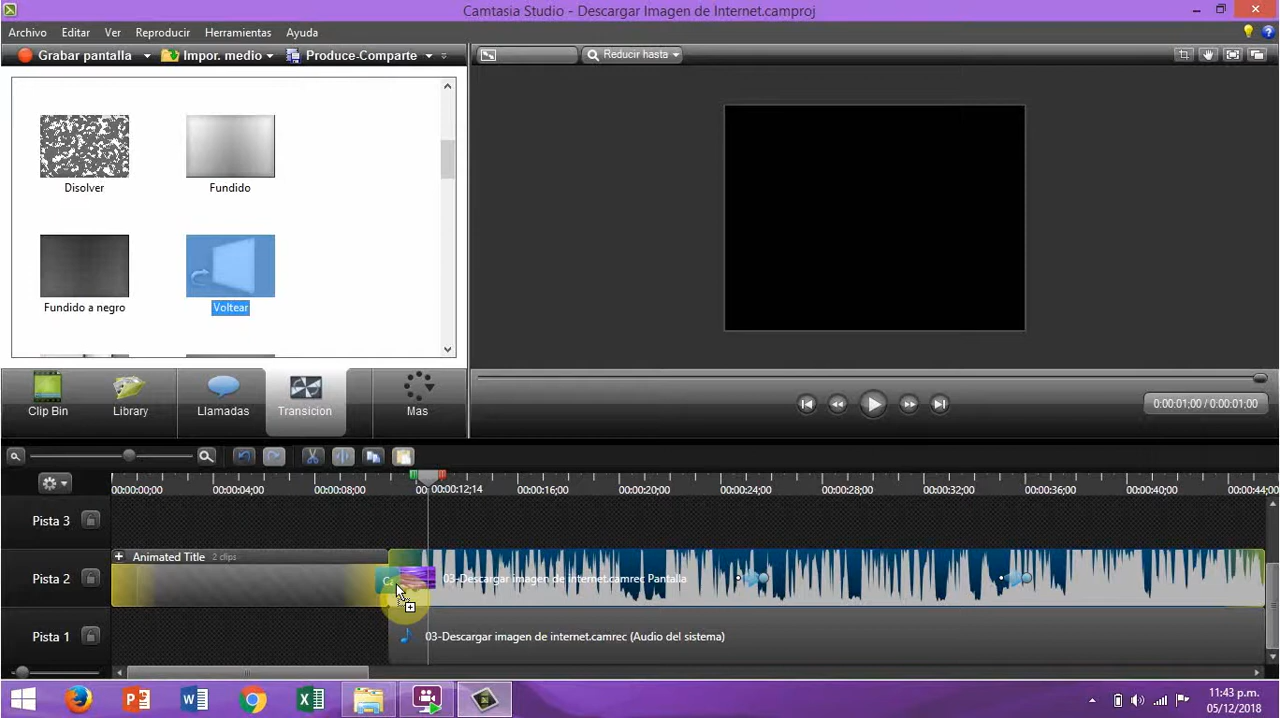 Camtasia Studio - Descargar Imagen de Internet.camproj
Archivo Editar Ver Reproducir Herramientas Ayuda
Grabar pantalla Impor. medio Produce-Comparte
Reducir hasta
Disolver Fundido
Fundido a negro Voltear
Clip Bin Library Llamadas Transicion Mas
0:00:01;00 / 0:00:01;00
00:00:00;00 00:00:04;00 00:00:08;00 00: 00:00:12;14 00:00:16;00 00:00:20;00 00:00:24;00 00:00:28;00 00:00:32;00 00:00:36;00 00:00:40;00 00:00:44;00
Pista 3
Animated Title 2 clips
Pista 2 03-Descargar imagen de internet.camrec Pantalla
Pista 1 03-Descargar imagen de internet.camrec (Audio del sistema)
11:43 p.m.
05/12/2018